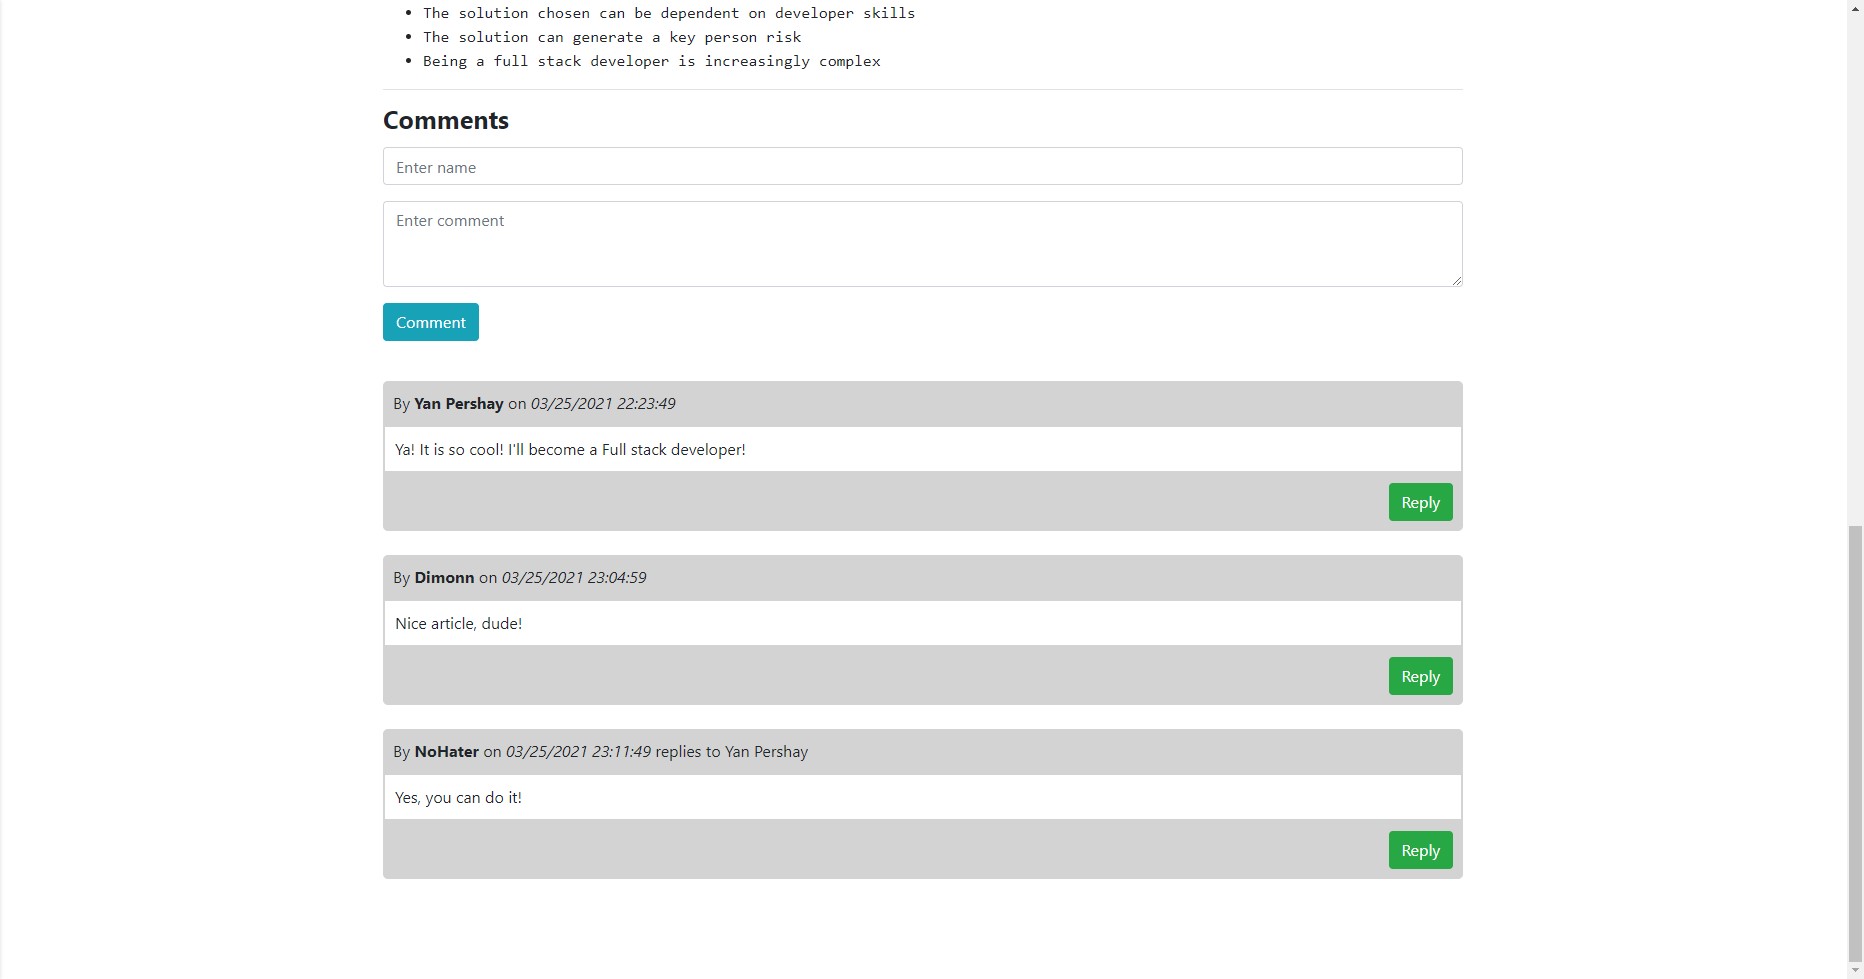 The solution chosen can be dependent on developer skills
The solution can generate a key person risk
Being a full stack developer is increasingly complex
Comments
Enter name
Enter comment
Comment
By Yan Pershay on 03/25/2021 22:23:49
Ya! It is so cool! I'll become a Full stack developer!
Reply
By Dimonn on 03/25/2021 23:04:59
Nice article, dude!
Reply
By NoHater on 03/25/2021 23:11:49 replies to Yan Pershay
Yes, you can do it!
Reply